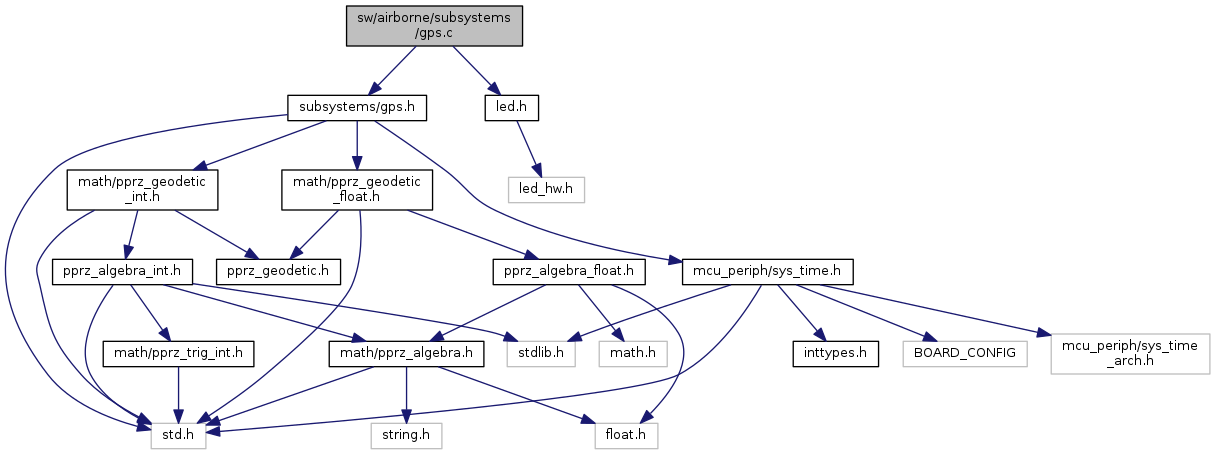 sw/airborne/subsystems
/gps.c
subsystems/gps.h
led.h
math/pprz_geodetic
_int.h
math/pprz_geodetic
_float.h
led_hw.h
pprz_algebra_int.h
pprz_geodetic.h
pprz_algebra_float.h
mcu_periph/sys_time.h
math/pprz_trig_int.h
math/pprz_algebra.h
stdlib.h
math.h
inttypes.h
BOARD_CONFIG
mcu_periph/sys_time
_arch.h
std.h
string.h
float.h